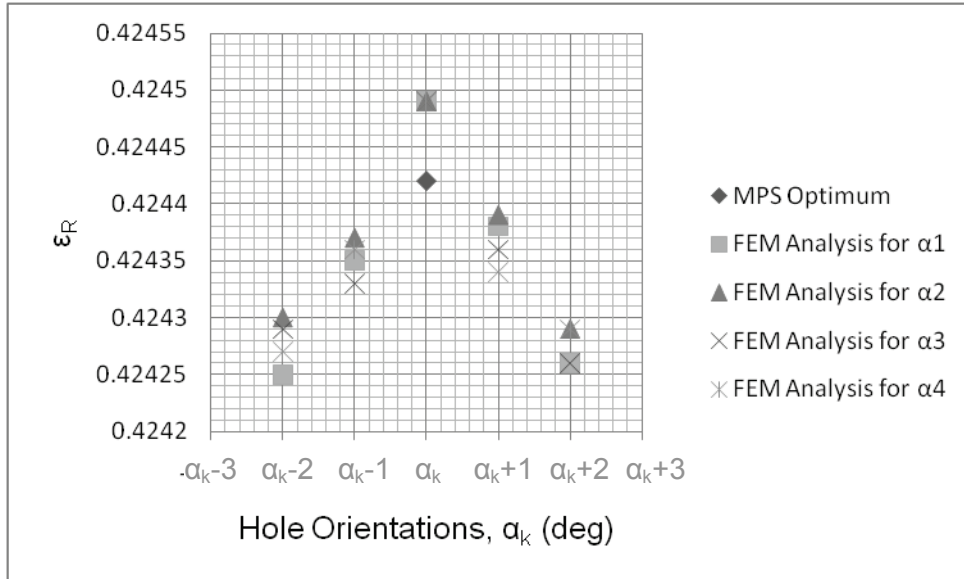 0.42455
0.4245
0.42445
0.4244
0.42435
0.4243
0.42425
0.4242
εR
-αk-3 αk-2 αk-1 αk αk+1 αk+2 αk+3
Hole Orientations, αk (deg)
MPS Optimum
FEM Analysis for α1
FEM Analysis for α2
FEM Analysis for α3
FEM Analysis for α4